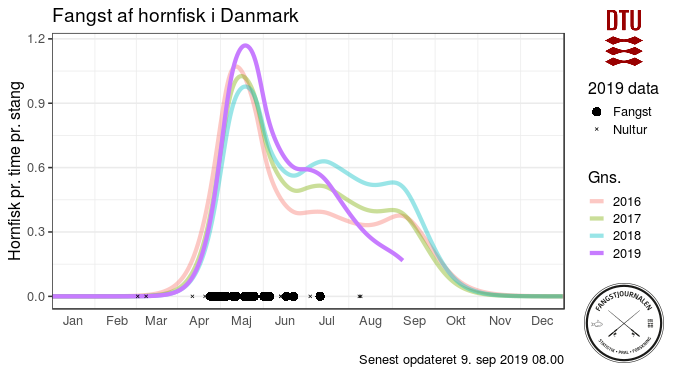 Fangst af hornfisk i Danmark
DTU
Hornfisk pr. time pr. stang
1.2
0.9
0.6
0.3
0.0
Jan Feb Mar Apr Maj Jun Jul Aug Sep Okt Nov Dec
2019 data
Fangst
Nultur
Gns.
2016
2017
2018
2019
FANGSTJOURNALEN
Senest opdateret 9. sep 2019 08.00